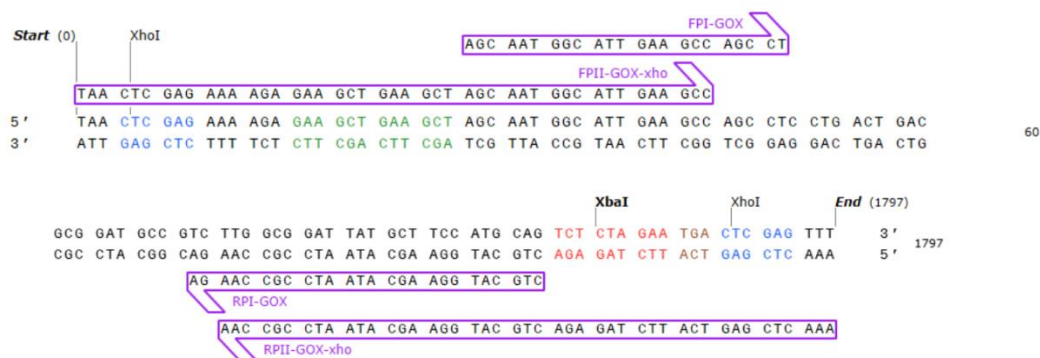 FPI-GOX
Start (0) XhoI
AGC AAT GGC ATT GAA GCC AGC CT
FPII-GOX-xho
TAA CTC GAG AAA AGA GAA GCT GAA GCT AGC AAT GGC ATT GAA GCC
5' TAA CTC GAG AAA AGA GAA GCT GAA GCT AGC AAT GGC ATT GAA GCC AGC CTC CTG ACT GAC
60
3' ATT GAG CTC TTT TCT CTT CGA CTT CGA TCG TTA CCG TAA CTT CGG TCG GAG GAC TGA CTG
XbaI XhoI End (1797)
GCG GAT GCC GTC TTG GCG GAT TAT GCT TCC ATG CAG TCT CTA GAA TGA CTC GAG TTT 3'
1797
CGC CTA CGG CAG AAC CGC CTA ATA CGA AGG TAC GTC AGA GAT CTT ACT GAG CTC AAA 5'
AG AAC CGC CTA ATA CGA AGG TAC GTC
RPI-GOX
AAC CGC CTA ATA CGA AGG TAC GTC AGA GAT CTT ACT GAG CTC AAA
RPII-GOX-xho